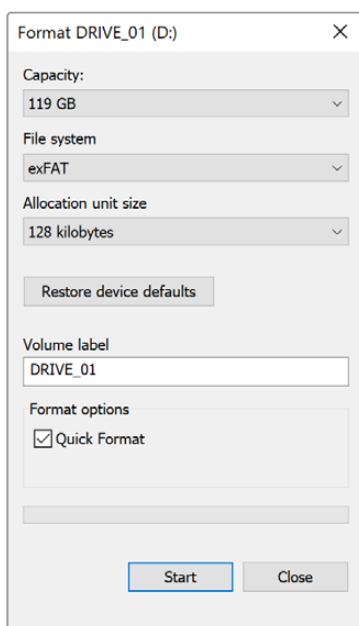 Format DRIVE_01 (D:)
Capacity:
119 GB
File system
exFAT
Allocation unit size
128 kilobytes
Restore device defaults
Volume label
DRIVE_01
Format options
Quick Format
Start Close